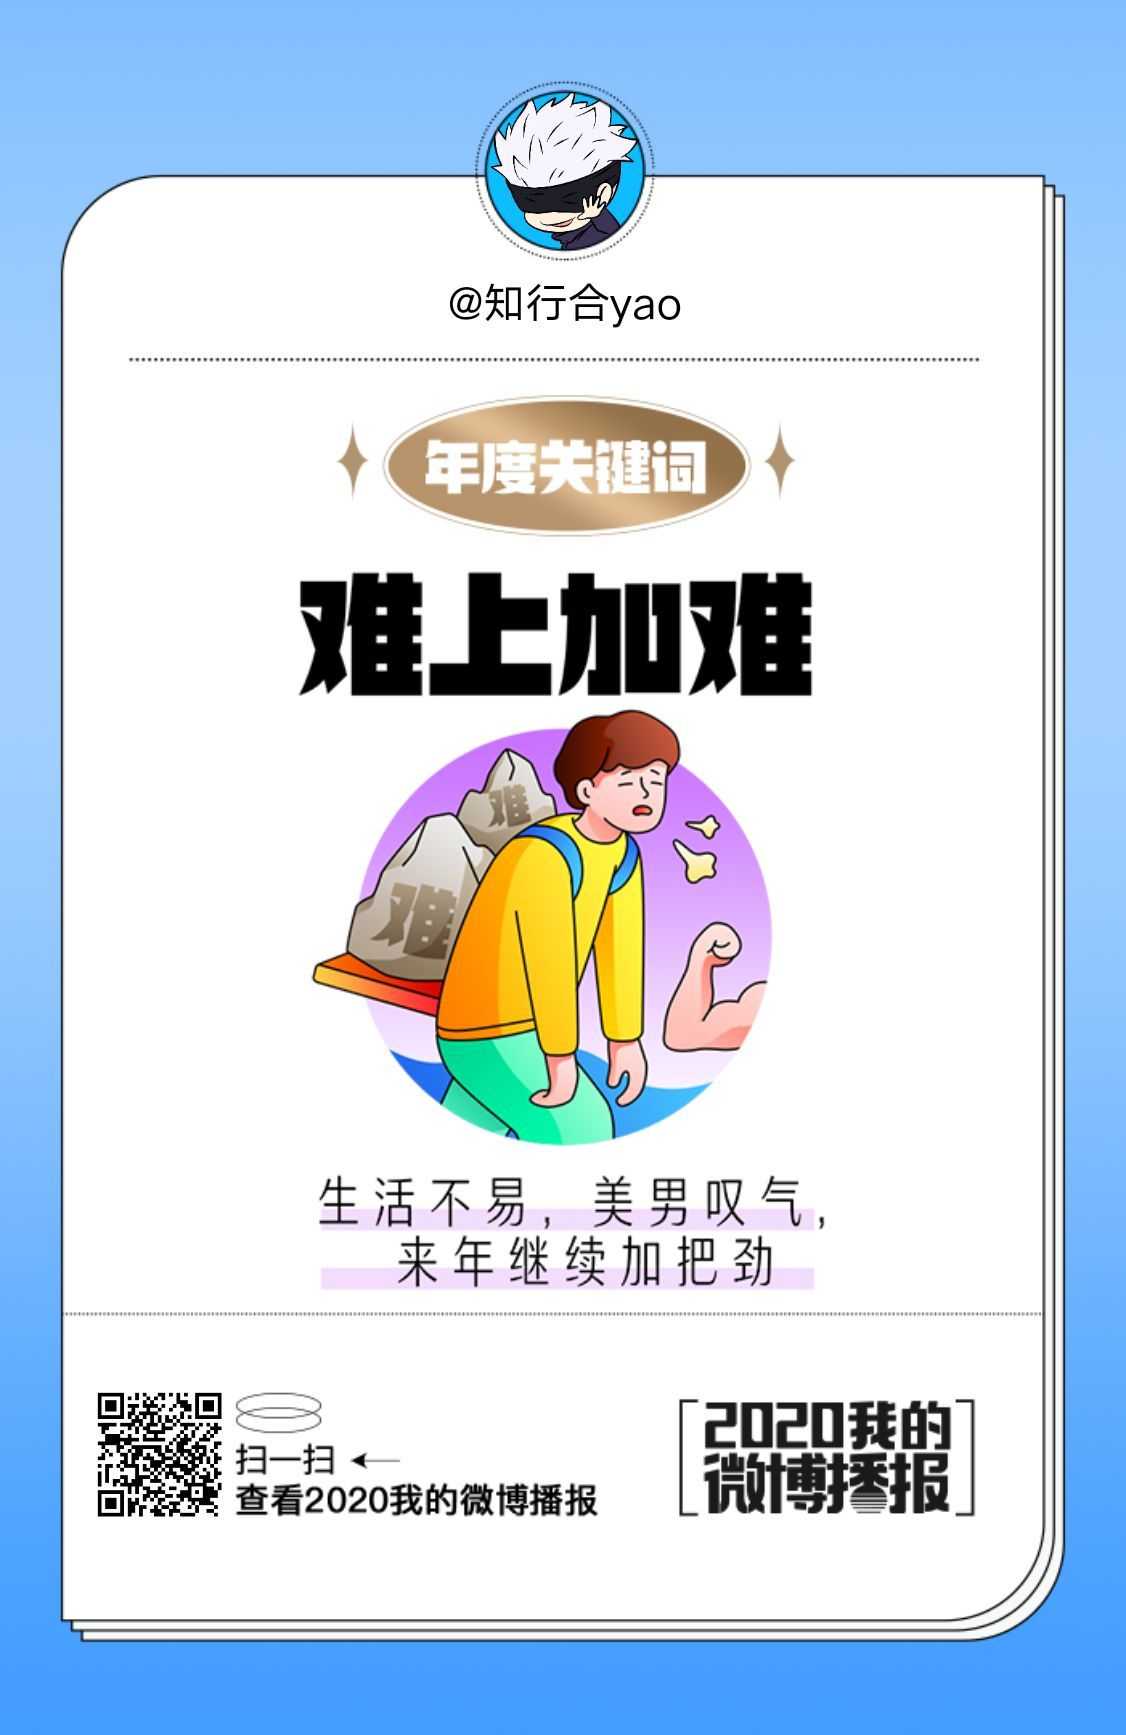 @知行合yao
年度关键词
难上加难
难
难
生活不易，美男叹气，
来年继续加把劲
扫一扫
查看2020我的微博播报
2020我的
微博播报